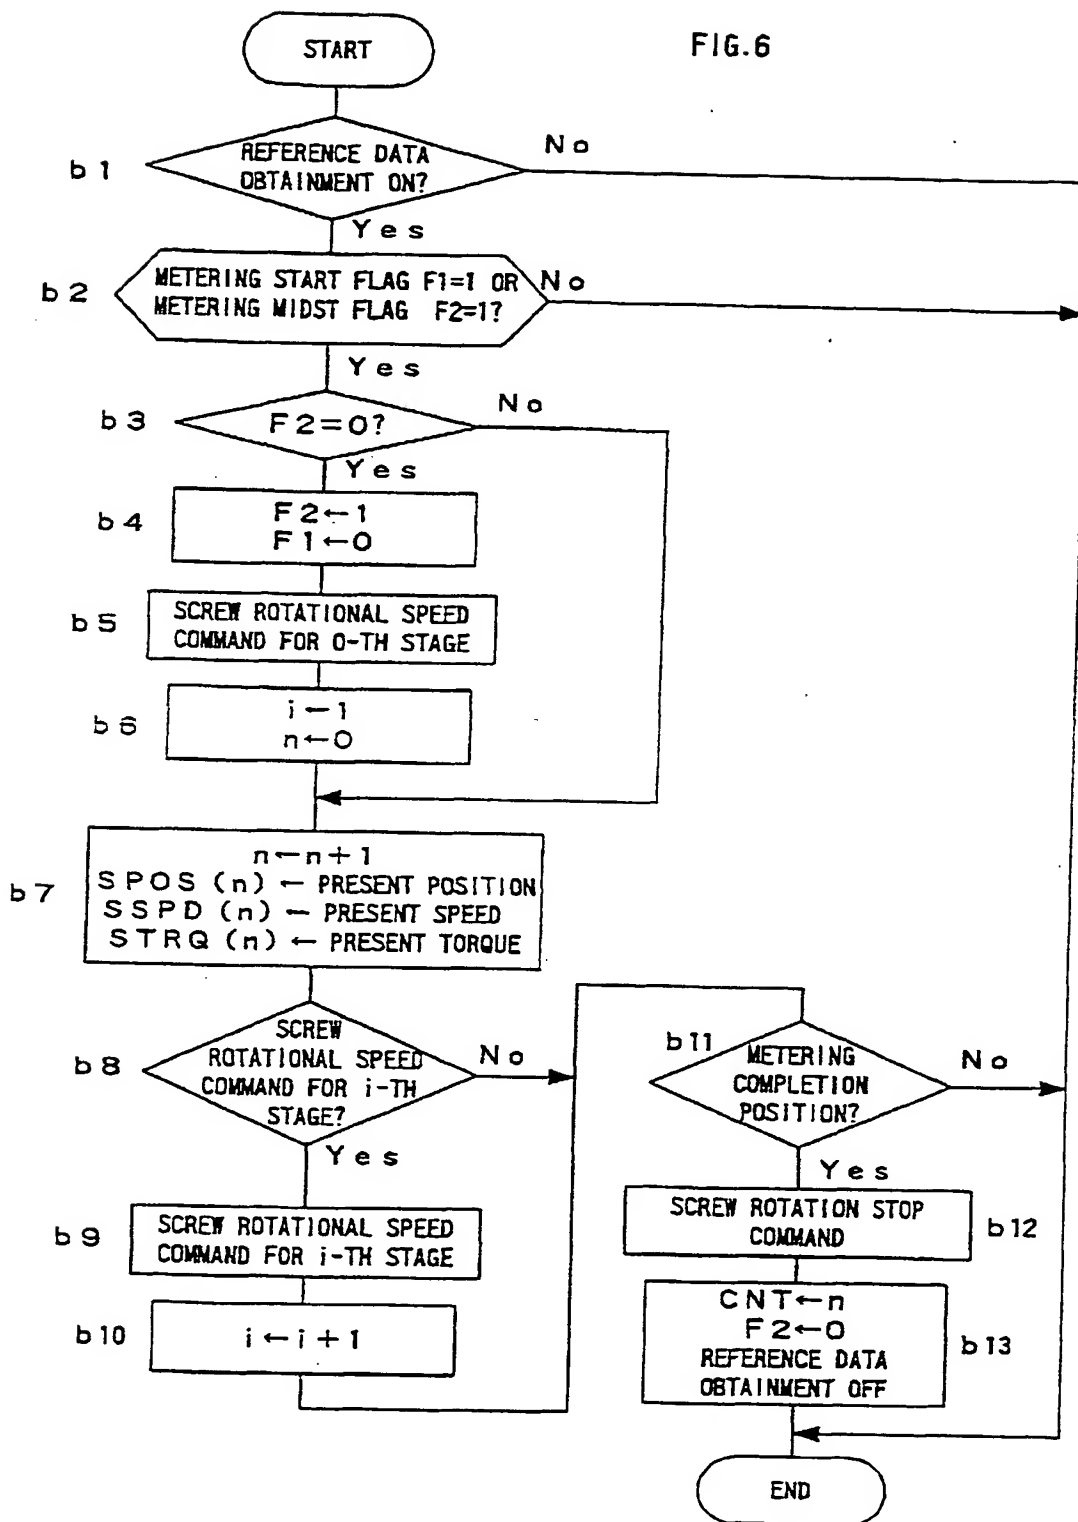 FIG.6
START
b1
REFERENCE DATA
OBTAINMENT ON?
No
Yes
b2
METERING START FLAG F1=1 OR
METERING MIDST FLAG F2=1?
No
Yes
b3
F2=0?
No
Yes
b4
F2←1
F1←0
b5
SCREW ROTATIONAL SPEED
COMMAND FOR 0-TH STAGE
b6
i←1
n←0
b7
n←n+1
SPOS (n) ← PRESENT POSITION
SSPD (n) ← PRESENT SPEED
STRQ (n) ← PRESENT TORQUE
b8
SCREW
ROTATIONAL SPEED
COMMAND FOR i-TH
STAGE?
No
Yes
b9
SCREW ROTATIONAL SPEED
COMMAND FOR i-TH STAGE
b10
i←i+1
b11
METERING
COMPLETION
POSITION?
No
Yes
SCREW ROTATION STOP
COMMAND
b12
CNT←n
F2←0
REFERENCE DATA
OBTAINMENT OFF
b13
END